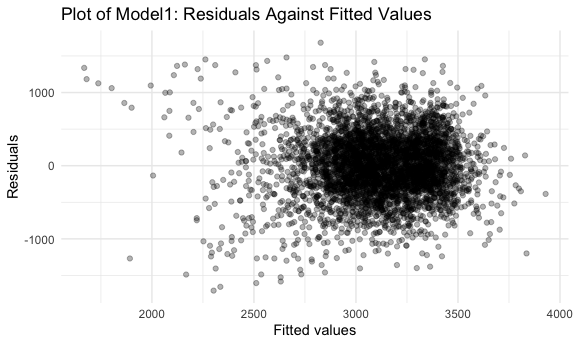 Plot of Model1: Residuals Against Fitted Values
1000
0
-1000
Residuals
2000 2500 3000 3500 4000
Fitted values